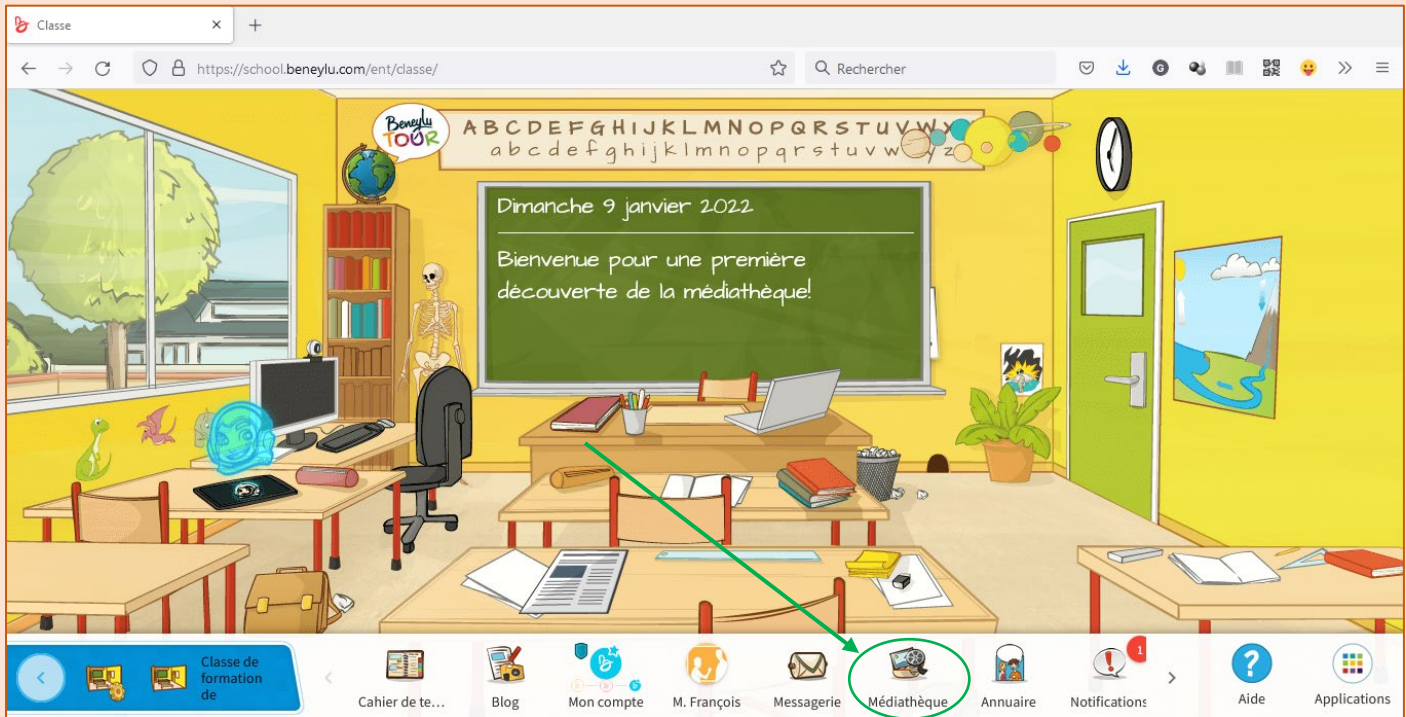 Classe
https://school.beneylu.com/ent/classe/
Rechercher
G
Beneylu
TOUR
A B C D E F G H I J K L M N O P Q R S T U V W X
a b c d e f g h i j k l m n o p q r s t u v w y z
Dimanche 9 janvier 2022
Bienvenue pour une première
découverte de la médiathèque!
Classe de
formation
de
Cahier de te...
Blog
Mon compte
M. François
Messagerie
Médiathèque
Annuaire
1
Notifications
?
Aide
Applications